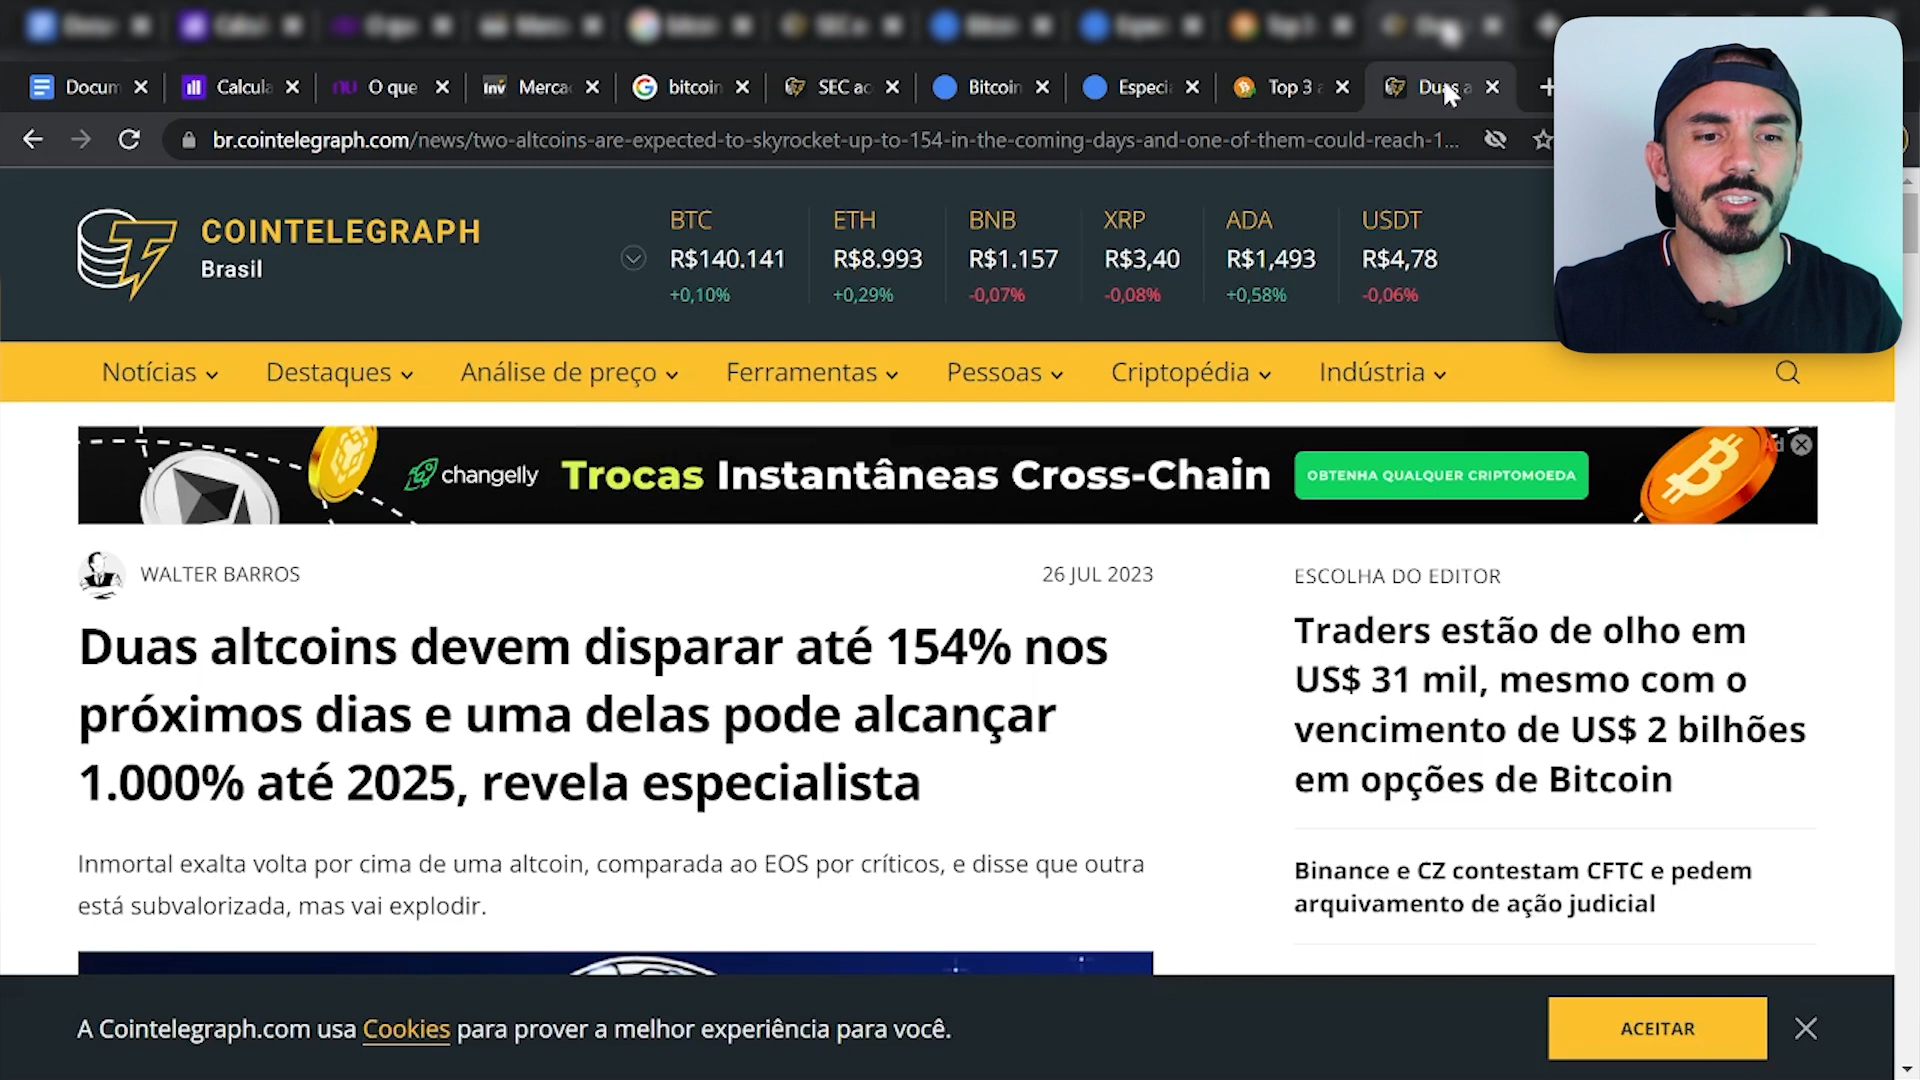 Docum
Calcula
nu O que
Inv Merca
bitcoin
SEC ac
Bitcoin
Especi
Top 3 a
Duas a
br.cointelegraph.com/news/two-altcoins-are-expected-to-skyrocket-up-to-154-in-the-coming-days-and-one-of-them-could-reach-1...
COINTELEGRAPH
Brasil
BTC
R$140.141
+0,10%
ETH
R$8.993
+0,29%
BNB
R$1.157
-0,07%
XRP
R$3,40
-0,08%
ADA
R$1,493
+0,58%
USDT
R$4,78
-0,06%
Notícias
Destaques
Análise de preço
Ferramentas
Pessoas
Criptopédia
Indústria
changelly
Trocas Instantâneas Cross-Chain
OBTENHA QUALQUER CRIPTOMOEDA
Ad
WALTER BARROS
26 JUL 2023
Duas altcoins devem disparar até 154% nos
próximos dias e uma delas pode alcançar
1.000% até 2025, revela especialista
Inmortal exalta volta por cima de uma altcoin, comparada ao EOS por críticos, e disse que outra
está subvalorizada, mas vai explodir.
ESCOLHA DO EDITOR
Traders estão de olho em
US$ 31 mil, mesmo com o
vencimento de US$ 2 bilhões
em opções de Bitcoin
Binance e CZ contestam CFTC e pedem
arquivamento de ação judicial
A Cointelegraph.com usa Cookies para prover a melhor experiência para você.
ACEITAR